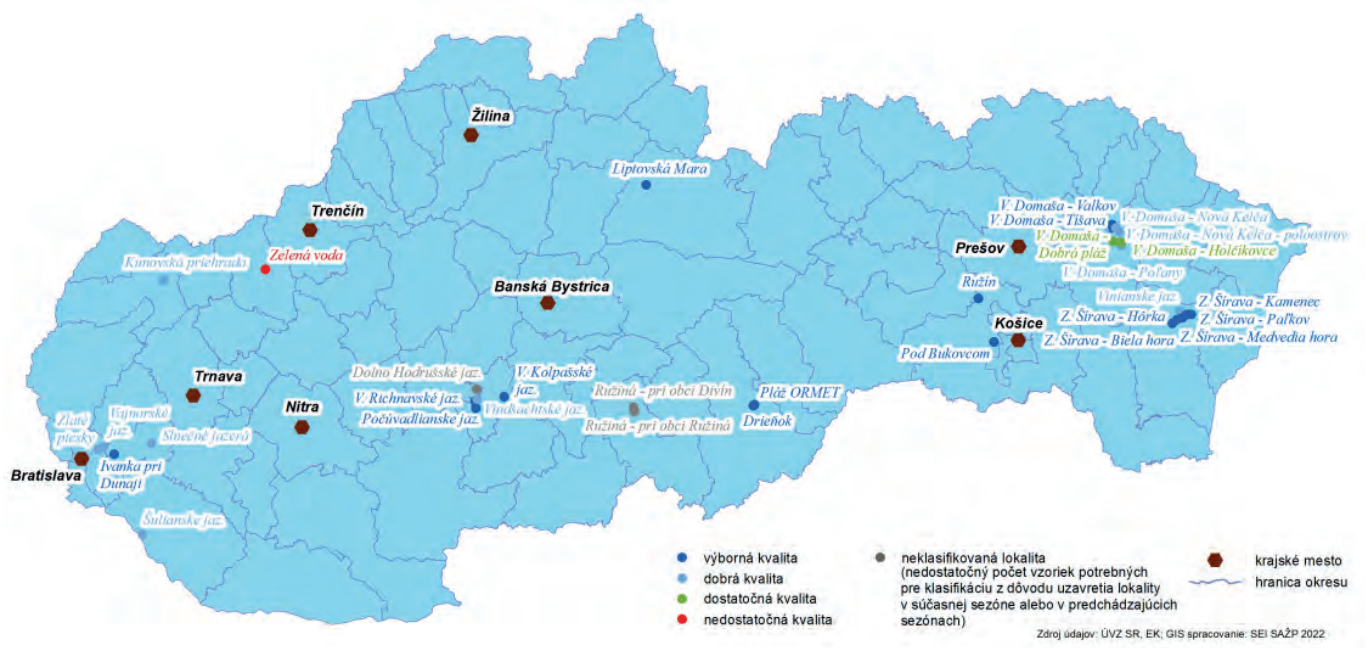 Žilina
Liptovská Mara
Trenčín
Zelená voda
Kunovská priehrada
Banská Bystrica
V. Domaša - Valkov
V. Domaša - Tíšava
V. Domaša - Nová Kelča
V. Domaša - Nová Kelča - poloostrov
V. Domaša -
Dobrá pláž
V. Domaša - Holčíkovce
V. Domaša - Poľany
Prešov
Ružín
Vinianske jaz.
Z. Šírava - Kamenec
Z. Šírava - Hôrka
Z. Šírava - Paľkov
Z. Šírava - Biela hora
Z. Šírava - Medvedia hora
Košice
Pod Bukovcom
Trnava
Nitra
Dolno Hodrušské jaz.
V. Kolpašské
jaz.
V. Richnavské jaz.
Vindšachtské jaz.
Počúvadlianske jaz.
Ružiná - pri obci Divín
Ružiná - pri obci Ružiná
Pláž ORMET
Drieňok
Zlaté
piesky
Vajnorské
jaz.
Slnečné jazerá
Bratislava
Ivanka pri
Dunaji
Šulianske jaz.
výborná kvalita
dobrá kvalita
dostatočná kvalita
nedostatočná kvalita
neklasifikovaná lokalita
(nedostatočný počet vzoriek potrebných
pre klasifikáciu z dôvodu uzavretia lokality
v súčasnej sezóne alebo v predchádzajúcich
sezónach)
krajské mesto
hranica okresu
Zdroj údajov: ÚVZ SR, EK; GIS spracovanie: SEI SAŽP 2022